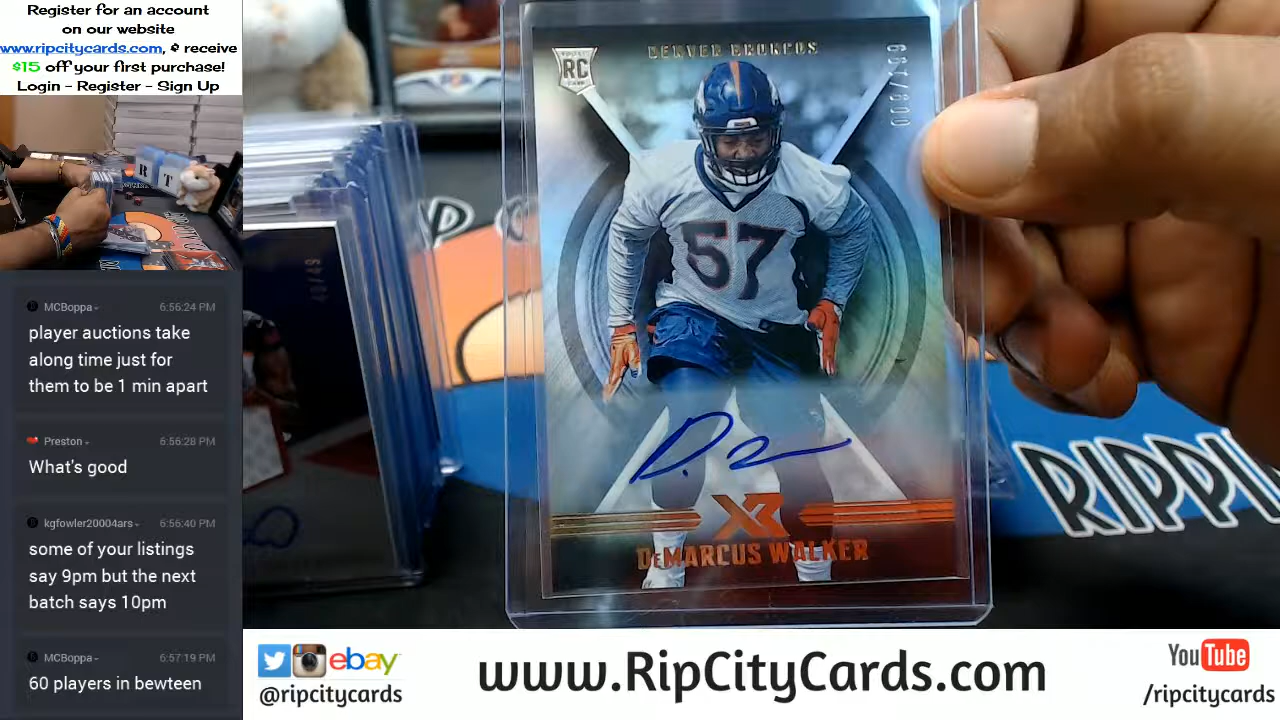 Register for an account
on our website
www.ripcitycards.com, & receive
$15 off your first purchase!
Login - Register - Sign Up
R T
MCBoppa
6:56:24 PM
player auctions take
along time just for
them to be 1 min apart
Preston
6:56:28 PM
What's good
kgfowler20004ars
6:56:40 PM
some of your listings
say 9pm but the next
batch says 10pm
MCBoppa
6:57:19 PM
60 players in bewteen
DENVER BRONCOS
RC
57
XR
DeMARCUS WALKER
RIPPI
ebay
@ripcitycards
www.RipCityCards.com
YouTube
/ripcitycards